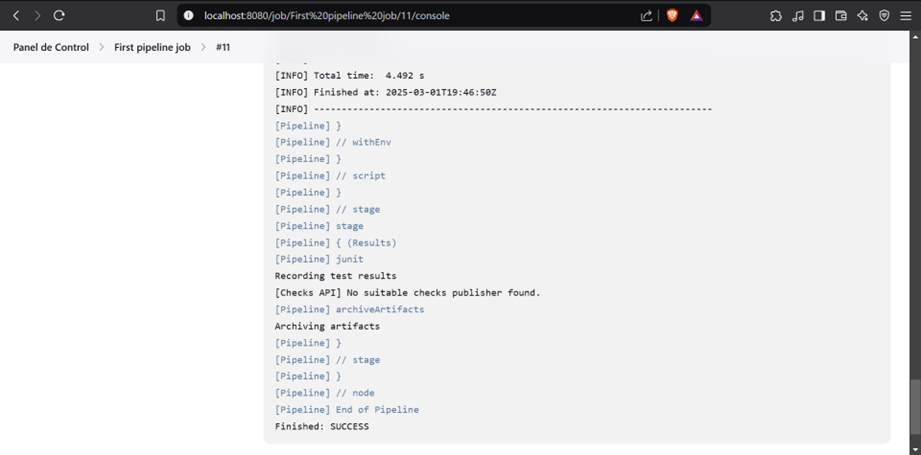 localhost:8080/job/First%20pipeline%20job/11/console
Panel de Control > First pipeline job > #11
[INFO] Total time:  4.492 s
[INFO] Finished at: 2025-03-01T19:46:50Z
[INFO] ------------------------------------------------------------------------
[Pipeline] }
[Pipeline] // withEnv
[Pipeline] }
[Pipeline] // script
[Pipeline] }
[Pipeline] // stage
[Pipeline] stage
[Pipeline] { (Results)
[Pipeline] junit
Recording test results
[Checks API] No suitable checks publisher found.
[Pipeline] archiveArtifacts
Archiving artifacts
[Pipeline] }
[Pipeline] // stage
[Pipeline] }
[Pipeline] // node
[Pipeline] End of Pipeline
Finished: SUCCESS